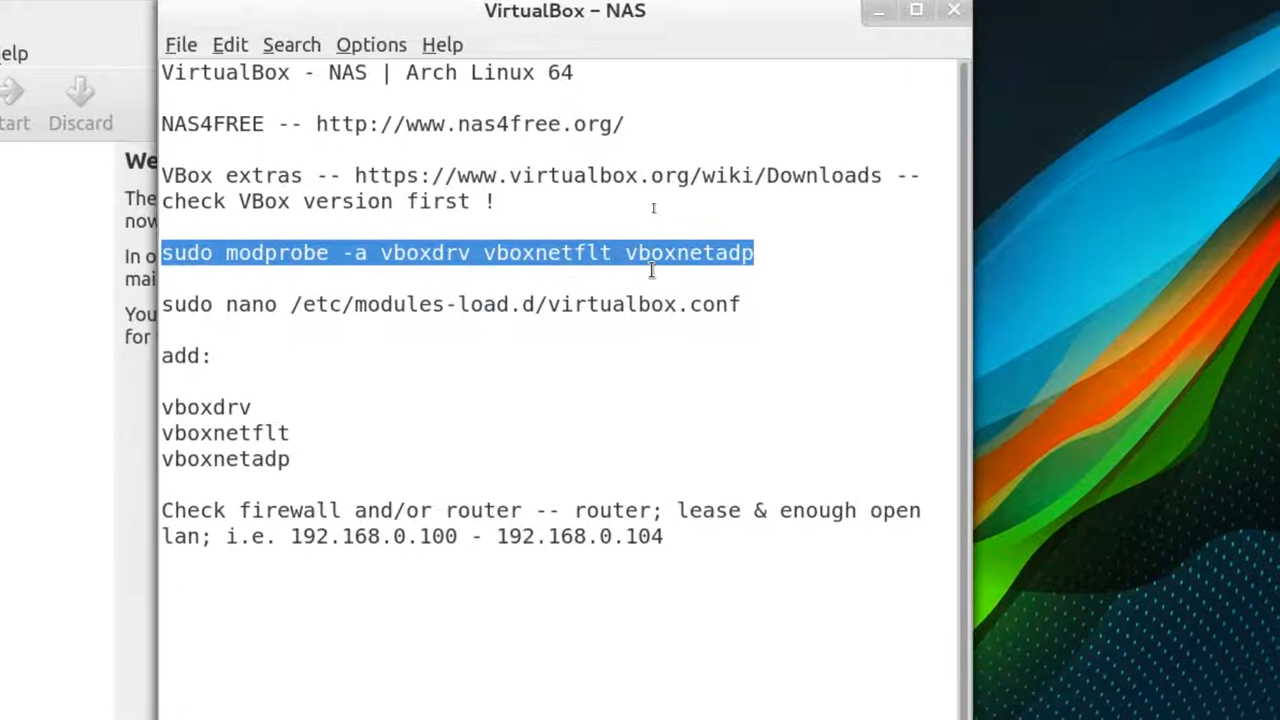 VirtualBox – NAS
elp
File Edit Search Options Help
VirtualBox - NAS | Arch Linux 64
tart Discard
NAS4FREE -- http://www.nas4free.org/
We
VBox extras -- https://www.virtualbox.org/wiki/Downloads --
check VBox version first !
The
now
sudo modprobe -a vboxdrv vboxnetflt vboxnetadp
In o
mai
sudo nano /etc/modules-load.d/virtualbox.conf
You
for
add:
vboxdrv
vboxnetflt
vboxnetadp
Check firewall and/or router -- router; lease & enough open
lan; i.e. 192.168.0.100 - 192.168.0.104